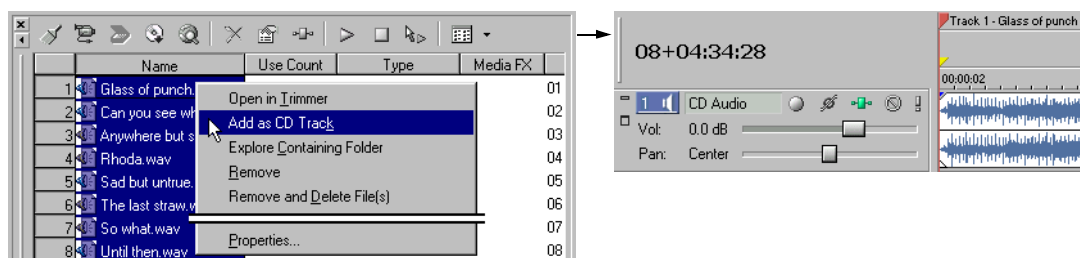 Name Use Count Type Media FX
1 Glass of punch. 01
2 Can you see wh 02
3 Anywhere but s 03
4 Rhoda.wav 04
5 Sad but untrue. 05
6 The last straw.w 06
7 So what.wav 07
8 Until then.wav 08
Open in Trimmer
Add as CD Track
Explore Containing Folder
Remove
Remove and Delete File(s)
Properties...
08+04:34:28
1 CD Audio
Vol: 0.0 dB
Pan: Center
Track 1 - Glass of punch
00:00:02